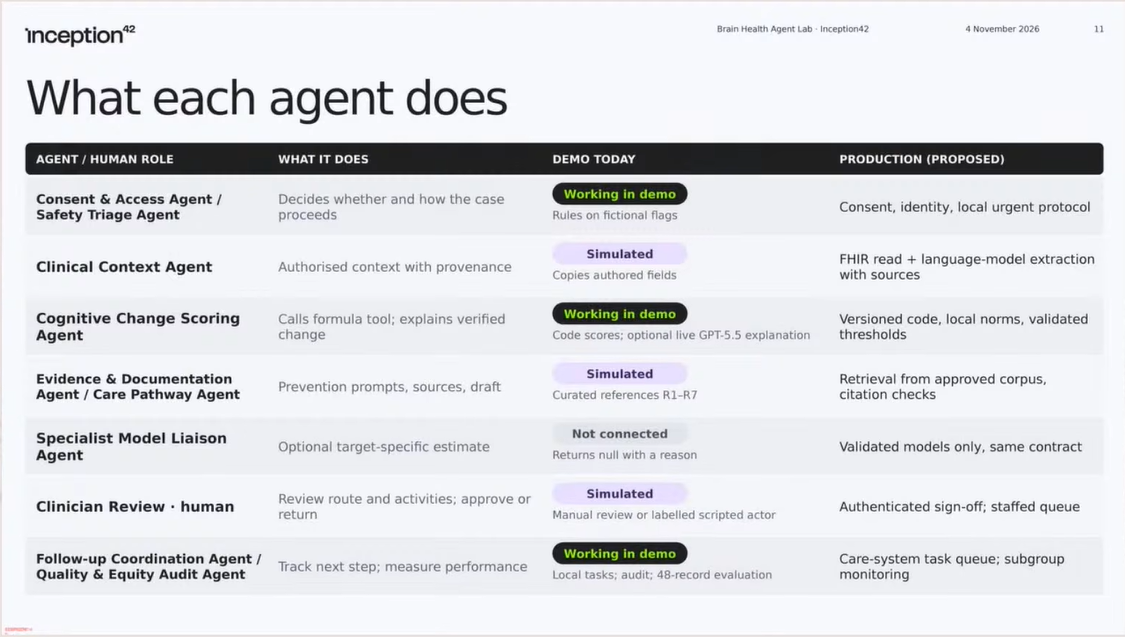 inception42
Brain Health Agent Lab · Inception42
4 November 2026
11
What each agent does
AGENT / HUMAN ROLE
WHAT IT DOES
DEMO TODAY
PRODUCTION (PROPOSED)
Consent & Access Agent /
Safety Triage Agent
Decides whether and how the case
proceeds
Working in demo
Rules on fictional flags
Consent, identity, local urgent protocol
Clinical Context Agent
Authorised context with provenance
Simulated
Copies authored fields
FHIR read + language-model extraction
with sources
Cognitive Change Scoring
Agent
Calls formula tool; explains verified
change
Working in demo
Code scores; optional live GPT-5.5 explanation
Versioned code, local norms, validated
thresholds
Evidence & Documentation
Agent / Care Pathway Agent
Prevention prompts, sources, draft
Simulated
Curated references R1–R7
Retrieval from approved corpus,
citation checks
Specialist Model Liaison
Agent
Optional target-specific estimate
Not connected
Returns null with a reason
Validated models only, same contract
Clinician Review · human
Review route and activities; approve or
return
Simulated
Manual review or labelled scripted actor
Authenticated sign-off; staffed queue
Follow-up Coordination Agent /
Quality & Equity Audit Agent
Track next step; measure performance
Working in demo
Local tasks; audit; 48-record evaluation
Care-system task queue; subgroup
monitoring